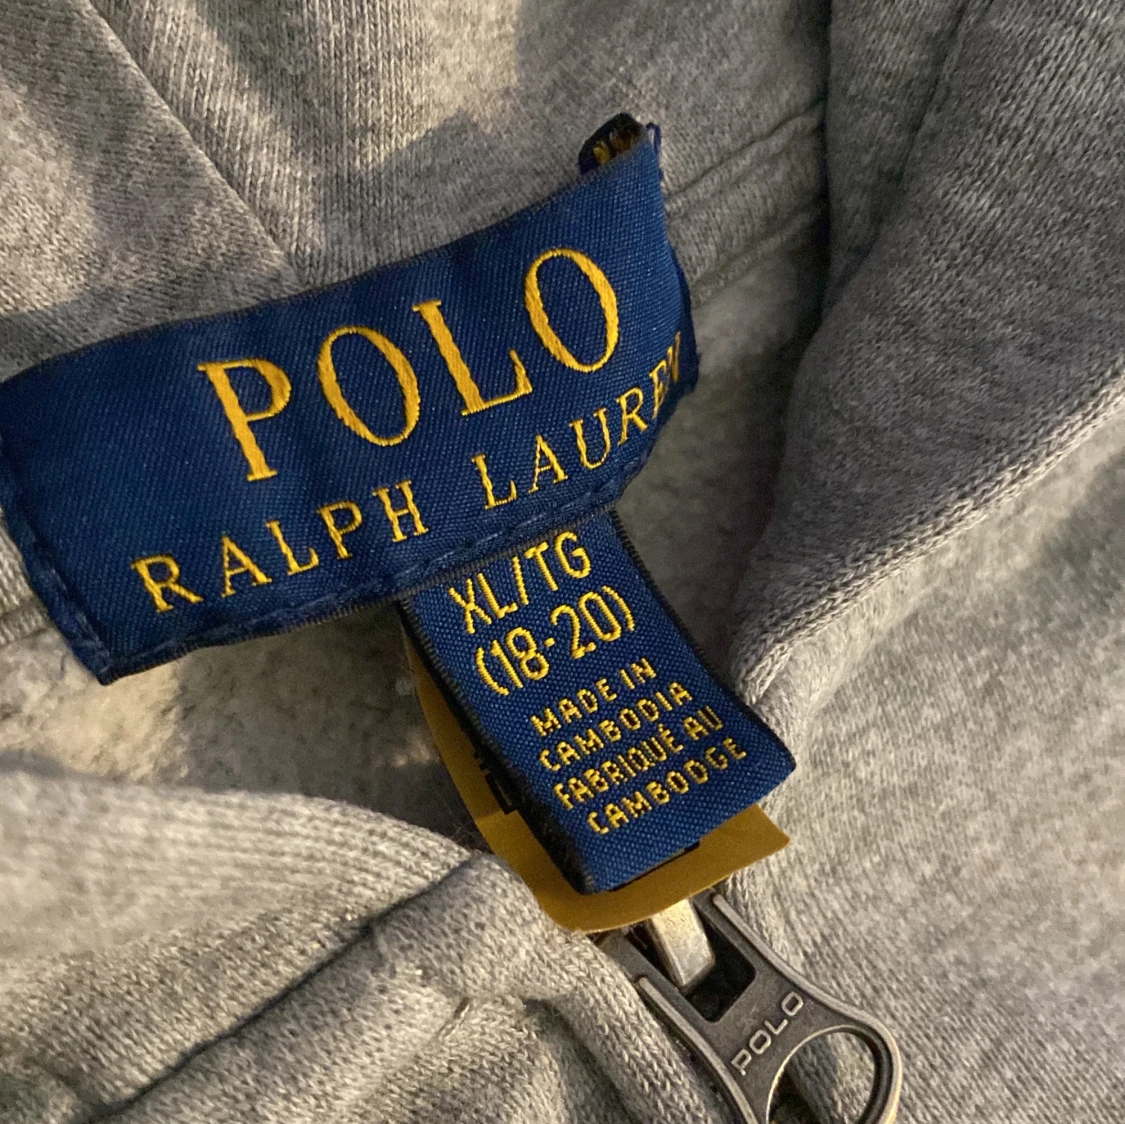 POLO
RALPH LAUREN
XL/TG
(18-20)
MADE IN
CAMBODIA
FABRIQUÉ AU
CAMBODGE
POLO